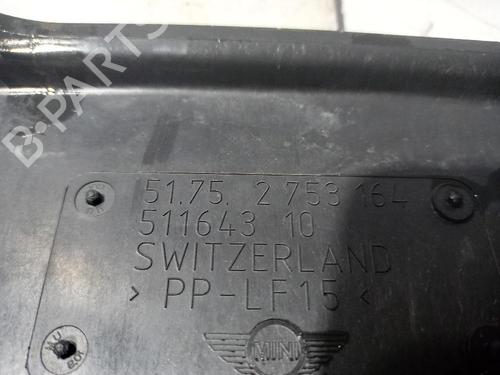 51.75. 2 753 164
511643 10
SWITZERLAND
> PP-LF15 <
MINI
B-PARTS